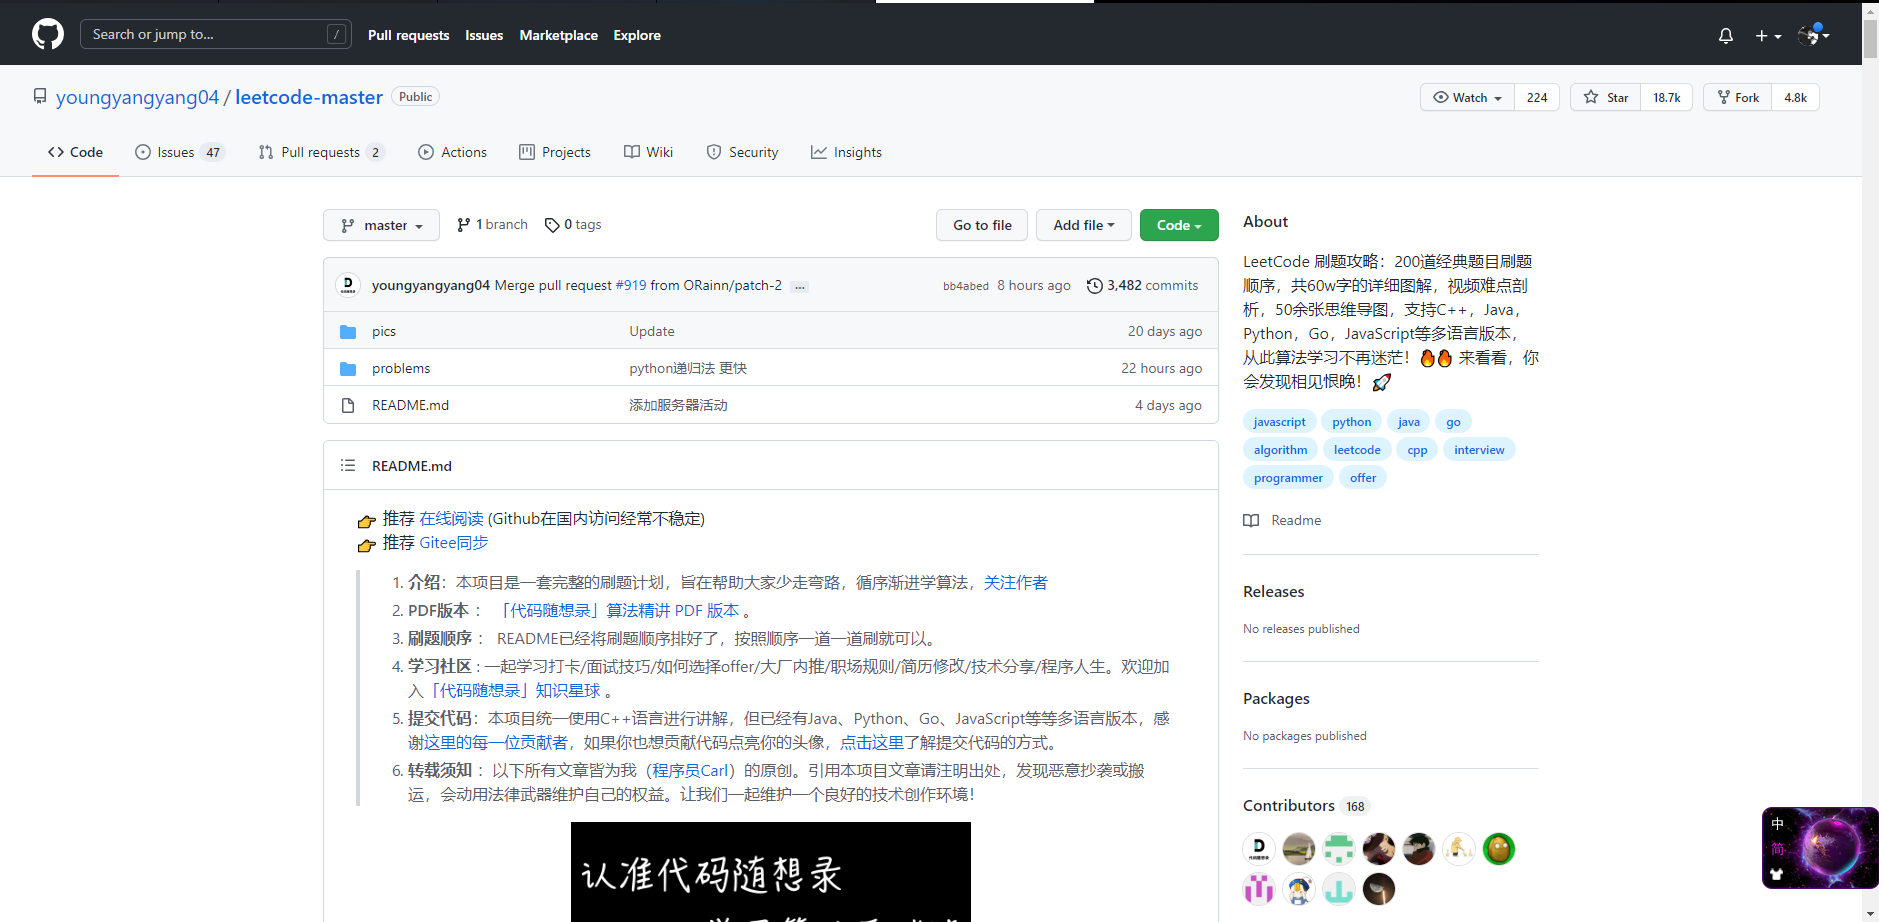 Search or jump to... / Pull requests Issues Marketplace Explore
youngyangyang04 / leetcode-master Public Watch 224 Star 18.7k Fork 4.8k
Code Issues 47 Pull requests 2 Actions Projects Wiki Security Insights
master 1 branch 0 tags Go to file Add file Code
youngyangyang04 Merge pull request #919 from ORainn/patch-2 ... bb4abed 8 hours ago 3,482 commits
pics Update 20 days ago
problems python递归法 更快 22 hours ago
README.md 添加服务器活动 4 days ago
README.md
👉 推荐 在线阅读 (Github在国内访问经常不稳定)
👉 推荐 Gitee同步
1. 介绍：本项目是一套完整的刷题计划，旨在帮助大家少走弯路，循序渐进学算法，关注作者
2. PDF版本： 「代码随想录」算法精讲 PDF 版本 。
3. 刷题顺序： README已经将刷题顺序排好了，按照顺序一道一道刷就可以。
4. 学习社区 : 一起学习打卡/面试技巧/如何选择offer/大厂内推/职场规则/简历修改/技术分享/程序人生。欢迎加
入「代码随想录」知识星球 。
5. 提交代码：本项目统一使用C++语言进行讲解，但已经有Java、Python、Go、JavaScript等等多语言版本，感
谢这里的每一位贡献者，如果你也想贡献代码点亮你的头像，点击这里了解提交代码的方式。
6. 转载须知： 以下所有文章皆为我（程序员Carl）的原创。引用本项目文章请注明出处，发现恶意抄袭或搬
运，会动用法律武器维护自己的权益。让我们一起维护一个良好的技术创作环境！
认准代码随想录
About
LeetCode 刷题攻略：200道经典题目刷题
顺序，共60w字的详细图解，视频难点剖
析，50余张思维导图，支持C++，Java，
Python，Go，JavaScript等多语言版本，
从此算法学习不再迷茫！🔥🔥 来看看，你
会发现相见恨晚！🚀
javascript python java go
algorithm leetcode cpp interview
programmer offer
Readme
Releases
No releases published
Packages
No packages published
Contributors 168
中
简